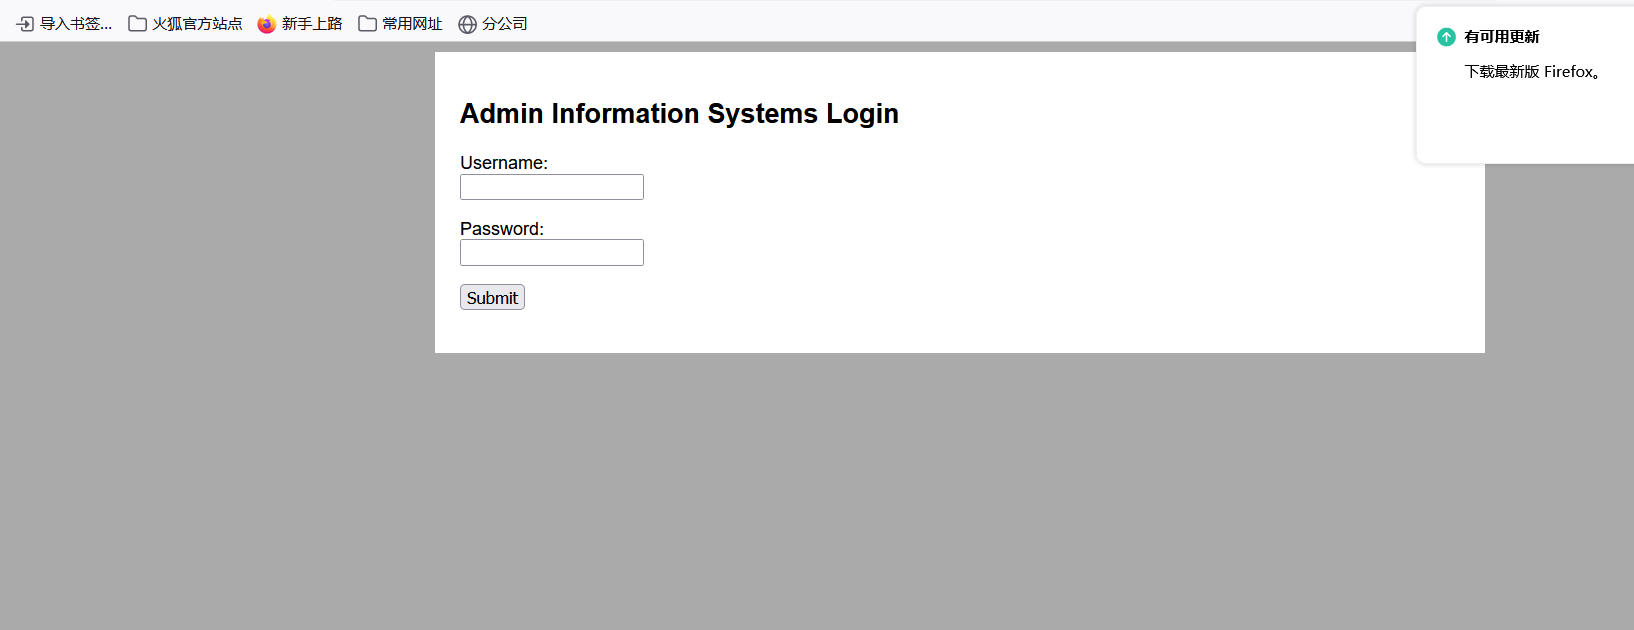 导入书签... 火狐官方站点 新手上路 常用网址 分公司
有可用更新
下载最新版 Firefox。
Admin Information Systems Login
Username:
Password:
Submit